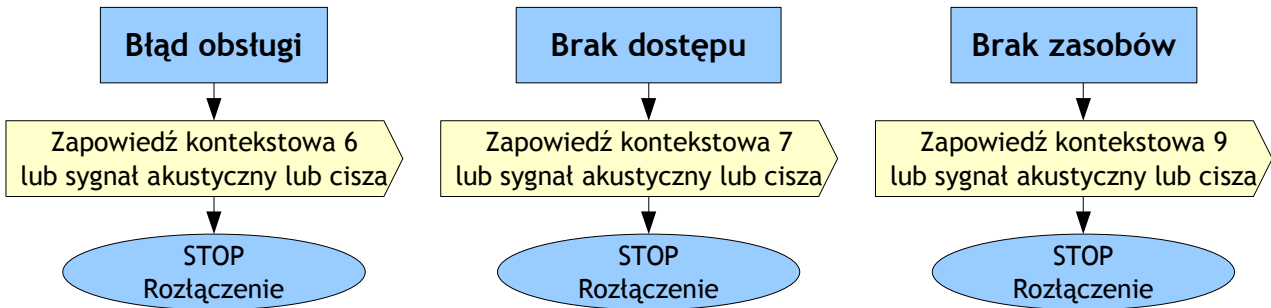 Błąd obsługi
Zapowiedź kontekstowa 6
lub sygnał akustyczny lub cisza
STOP
Rozłączenie
Brak dostępu
Zapowiedź kontekstowa 7
lub sygnał akustyczny lub cisza
STOP
Rozłączenie
Brak zasobów
Zapowiedź kontekstowa 9
lub sygnał akustyczny lub cisza
STOP
Rozłączenie